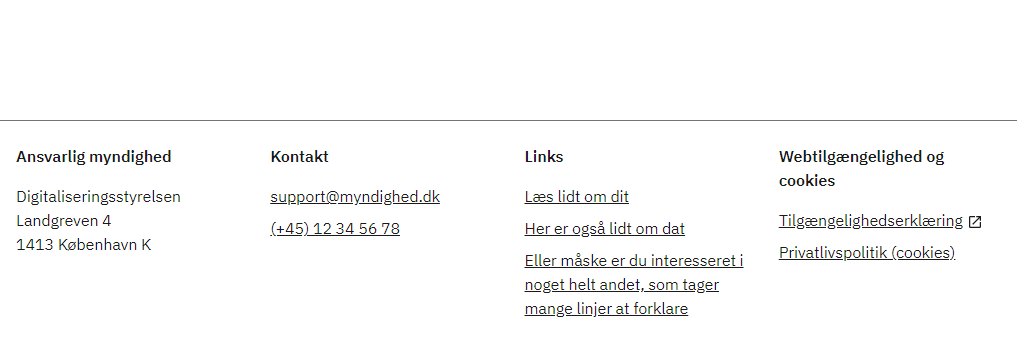 Ansvarlig myndighed
Digitaliseringsstyrelsen
Landgreven 4
1413 København K
Kontakt
support@myndighed.dk
(+45) 12 34 56 78
Links
Læs lidt om dit
Her er også lidt om dat
Eller måske er du interesseret i
noget helt andet, som tager
mange linjer at forklare
Webtilgængelighed og
cookies
Tilgængelighedserklæring
Privatlivspolitik (cookies)